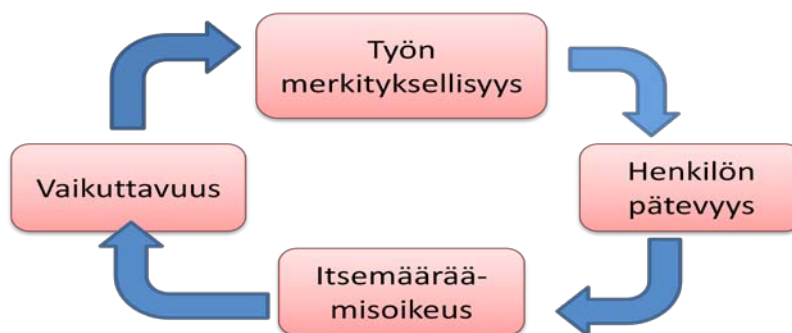 Työn
merkityksellisyys
Henkilön
pätevyys
Itsemäärää-
misoikeus
Vaikuttavuus